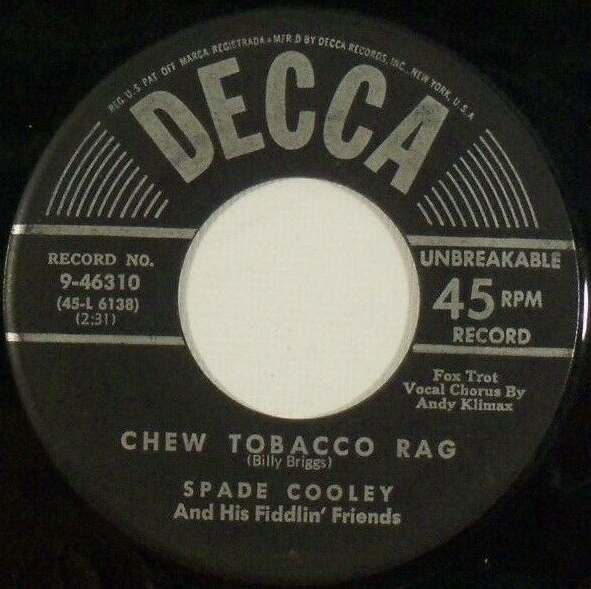 REG. U.S. PAT. OFF. MARCA REGISTRADA • MFR'D BY DECCA RECORDS, INC., NEW YORK, U.S.A.
DECCA
RECORD NO.
9-46310
(45-L 6138)
(2:31)
UNBREAKABLE
45 RPM
RECORD
Fox Trot
Vocal Chorus By
Andy Klimax
CHEW TOBACCO RAG
(Billy Briggs)
SPADE COOLEY
And His Fiddlin' Friends